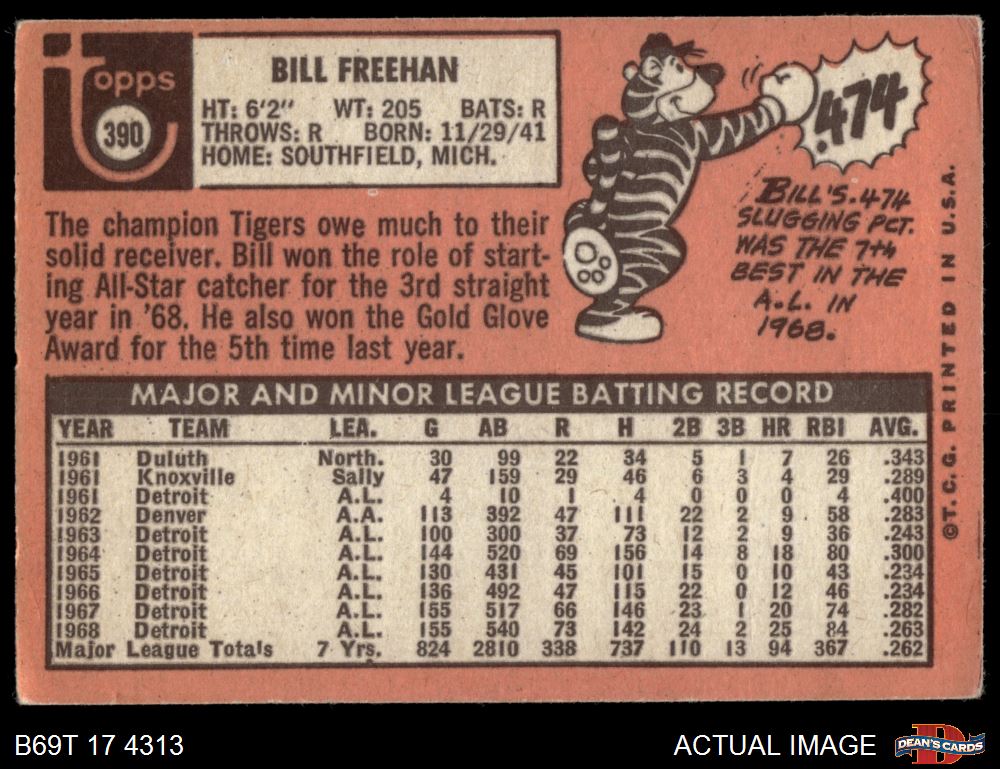 topps
390
BILL FREEHAN
HT: 6'2" WT: 205 BATS: R
THROWS: R BORN: 11/29/41
HOME: SOUTHFIELD, MICH.
The champion Tigers owe much to their
solid receiver. Bill won the role of start-
ing All-Star catcher for the 3rd straight
year in '68. He also won the Gold Glove
Award for the 5th time last year.
.474
BILL'S .474
SLUGGING PCT.
WAS THE 7th
BEST IN THE
A.L. IN
1968.
MAJOR AND MINOR LEAGUE BATTING RECORD
YEAR TEAM LEA. G AB R H 2B 3B HR RBI AVG.
1961 Duluth North. 30 99 22 34 5 1 7 26 .343
1961 Knoxville Sally 47 159 29 46 6 3 4 29 .289
1961 Detroit A.L. 4 10 1 4 0 0 0 4 .400
1962 Denver A.A. 113 392 47 111 22 2 9 58 .283
1963 Detroit A.L. 100 300 37 73 12 2 9 36 .243
1964 Detroit A.L. 144 520 69 156 14 8 18 80 .300
1965 Detroit A.L. 130 431 45 101 15 0 10 43 .234
1966 Detroit A.L. 136 492 47 115 22 0 12 46 .234
1967 Detroit A.L. 155 517 66 146 23 1 20 74 .282
1968 Detroit A.L. 155 540 73 142 24 2 25 84 .263
Major League Totals 7 Yrs. 824 2810 338 737 110 13 94 367 .262
©T.C.G. PRINTED IN U.S.A.
B69T 17 4313
ACTUAL IMAGE
D
DEAN'S CARDS